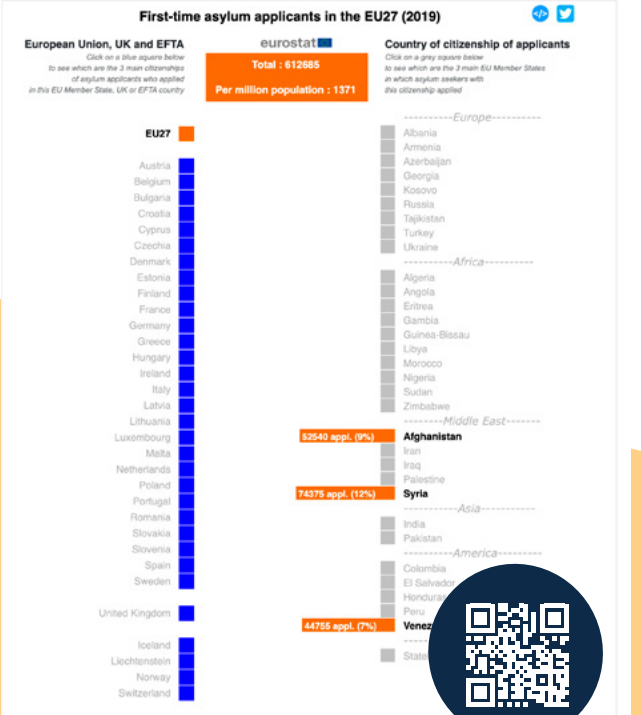 First-time asylum applicants in the EU27 (2019)
European Union, UK and EFTA
Click on a blue square below
to see which are the 3 main citizenships
of asylum applicants who applied
in this EU Member State, UK or EFTA country
eurostat
Total : 612685
Per million population : 1371
Country of citizenship of applicants
Click on a grey square below
to see which are the 3 main EU Member States
in which asylum seekers with
this citizenship applied
EU27
Austria
Belgium
Bulgaria
Croatia
Cyprus
Czechia
Denmark
Estonia
Finland
France
Germany
Greece
Hungary
Ireland
Italy
Latvia
Lithuania
Luxembourg
Malta
Netherlands
Poland
Portugal
Romania
Slovakia
Slovenia
Spain
Sweden
United Kingdom
Iceland
Liechtenstein
Norway
Switzerland
----------Europe----------
Albania
Armenia
Azerbaijan
Georgia
Kosovo
Russia
Tajikistan
Turkey
Ukraine
----------Africa----------
Algeria
Angola
Eritrea
Gambia
Guinea-Bissau
Libya
Morocco
Nigeria
Sudan
Zimbabwe
--------Middle East-------
52540 appl. (9%) Afghanistan
Iran
Iraq
Palestine
74375 appl. (12%) Syria
-----------Asia-----------
India
Pakistan
----------America---------
Colombia
El Salvador
Honduras
Peru
44755 appl. (7%) Venez
State